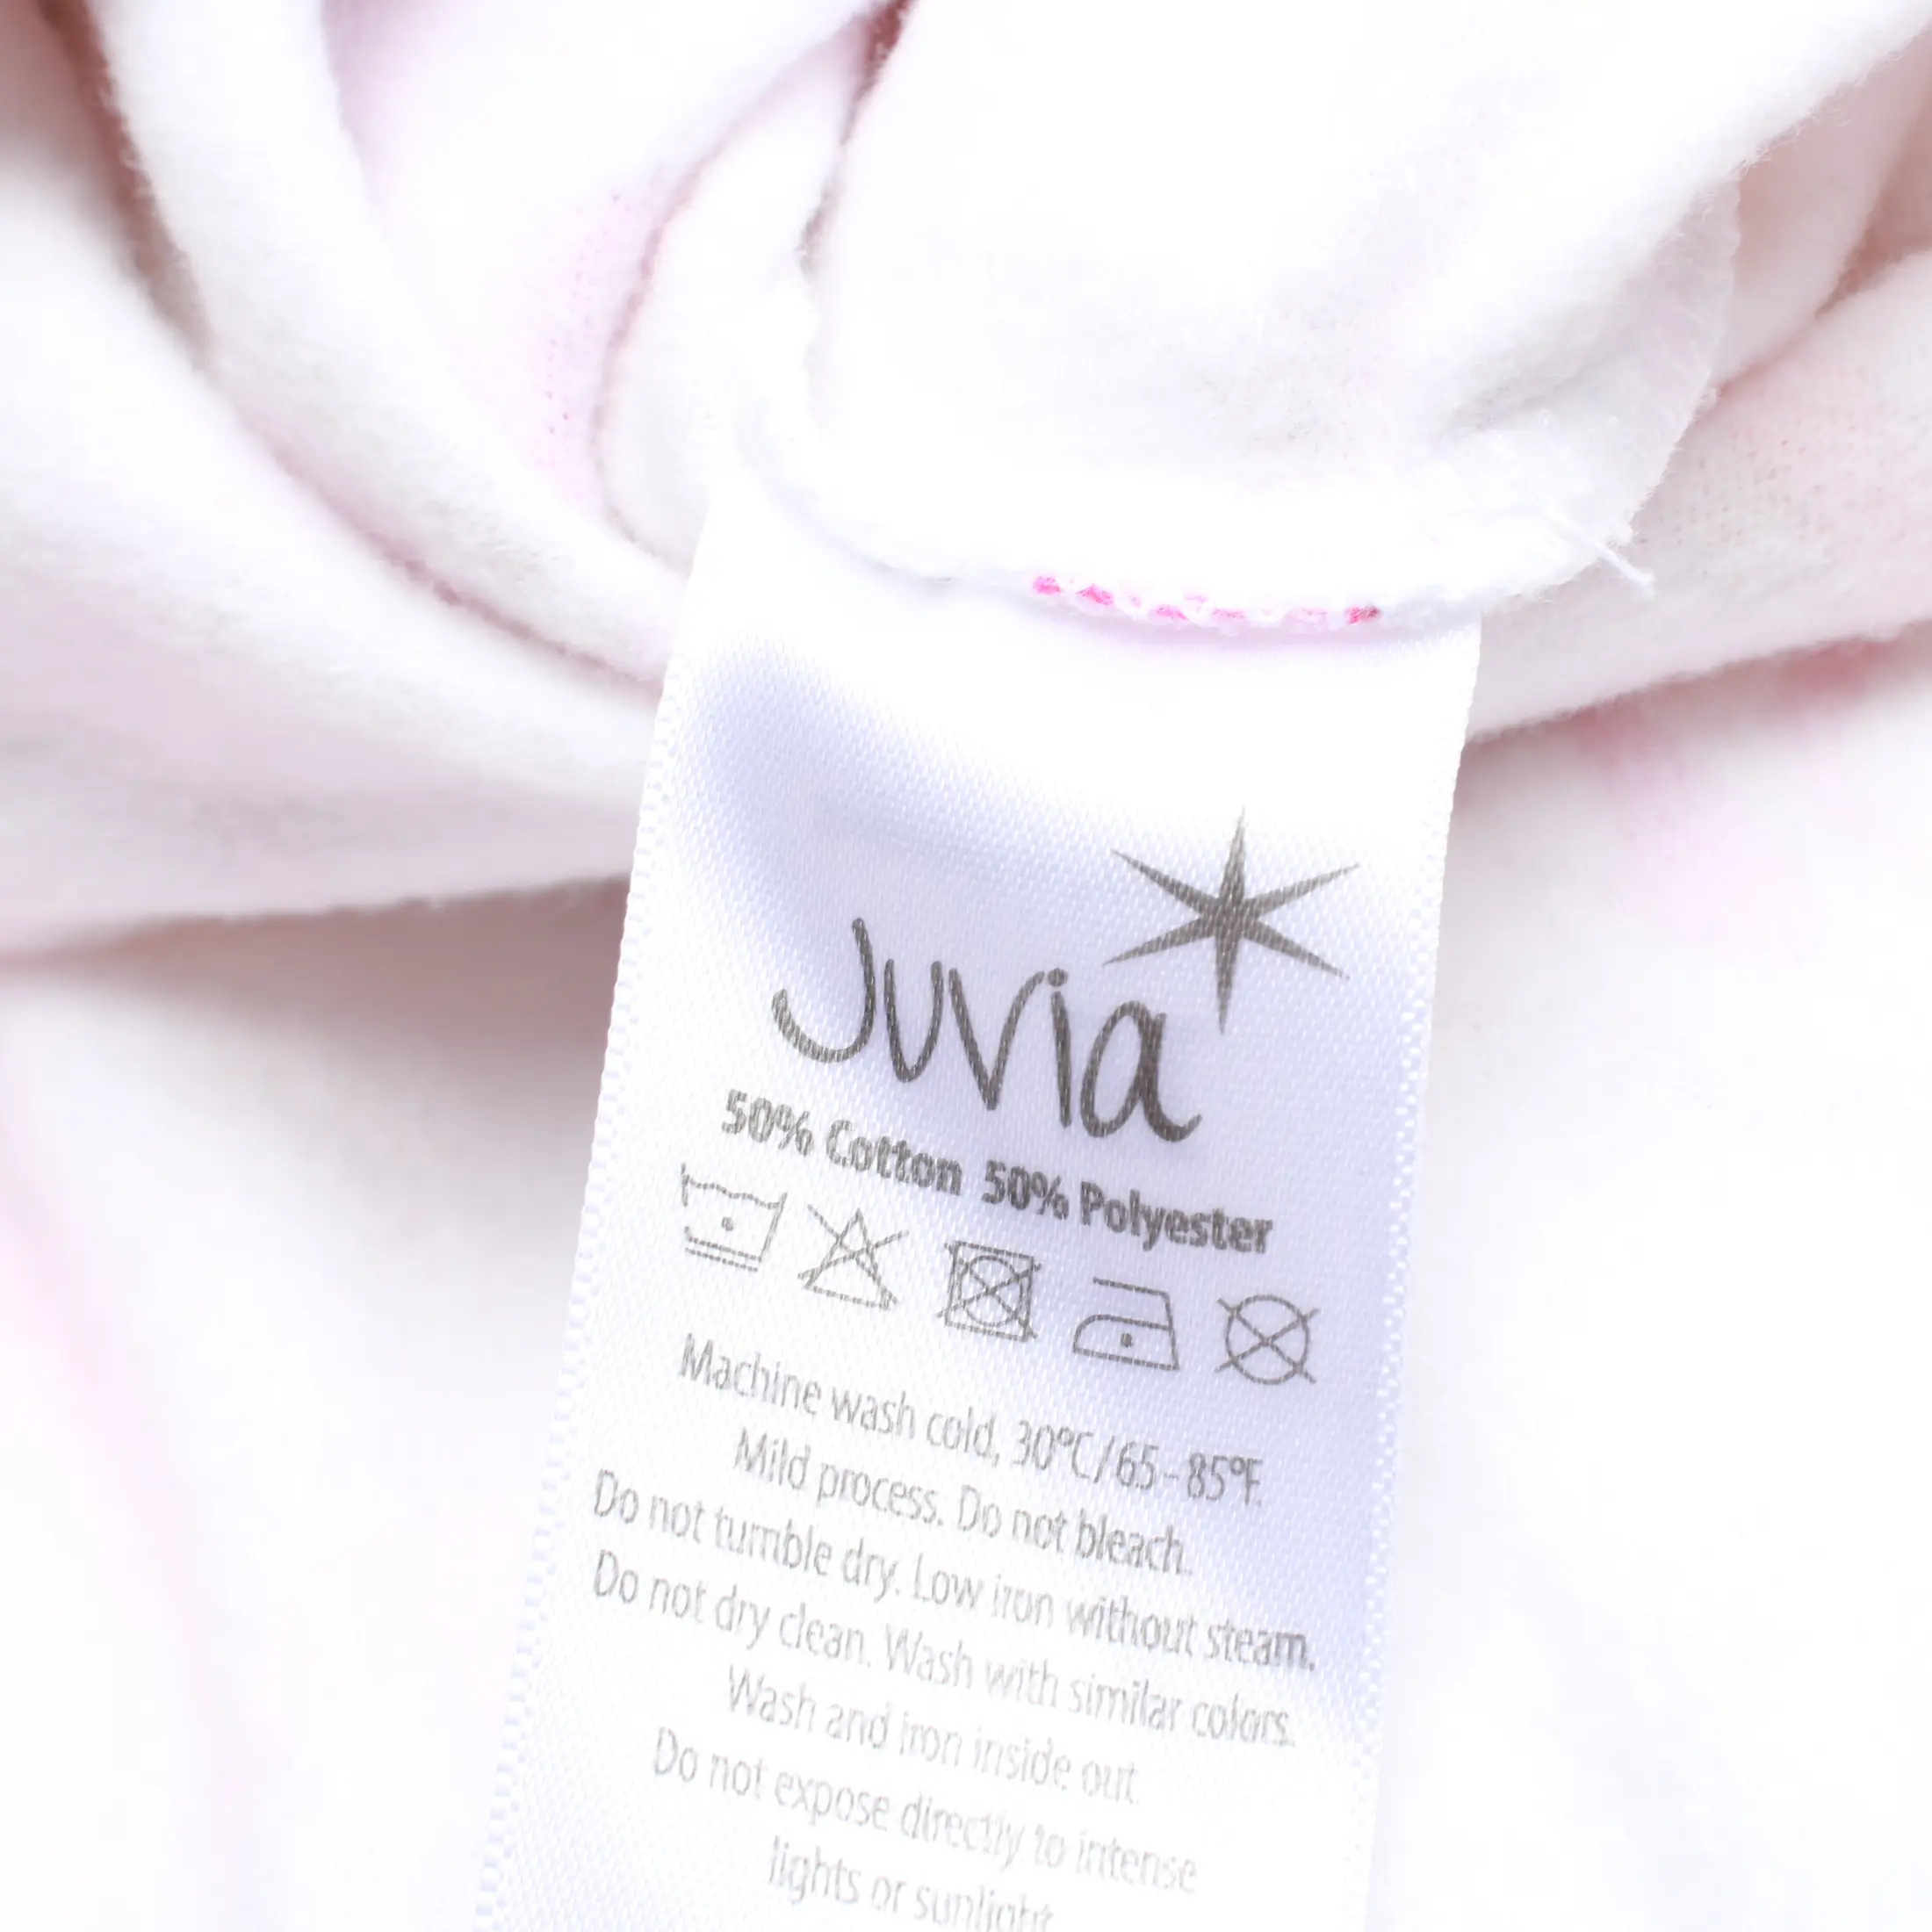 Juvia
50% Cotton 50% Polyester
Machine wash cold, 30°C/65-85°F.
Mild process. Do not bleach.
Do not tumble dry. Low iron without steam.
Do not dry clean. Wash with similar colors.
Wash and iron inside out.
Do not expose directly to intense
lights or sunlight